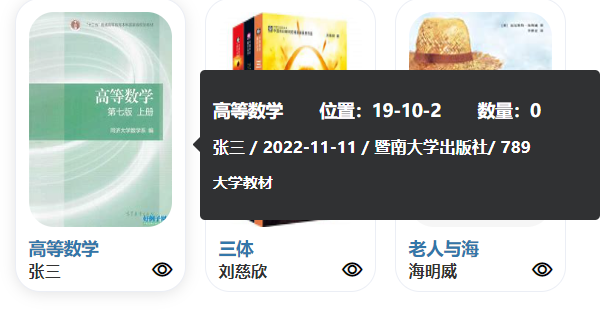 高等数学
第七版 上册
同济大学数学系 编
高等数学 位置：19-10-2 数量：0
张三 / 2022-11-11 / 暨南大学出版社/ 789
大学教材
高等数学
张三
三体
刘慈欣
老人与海
海明威